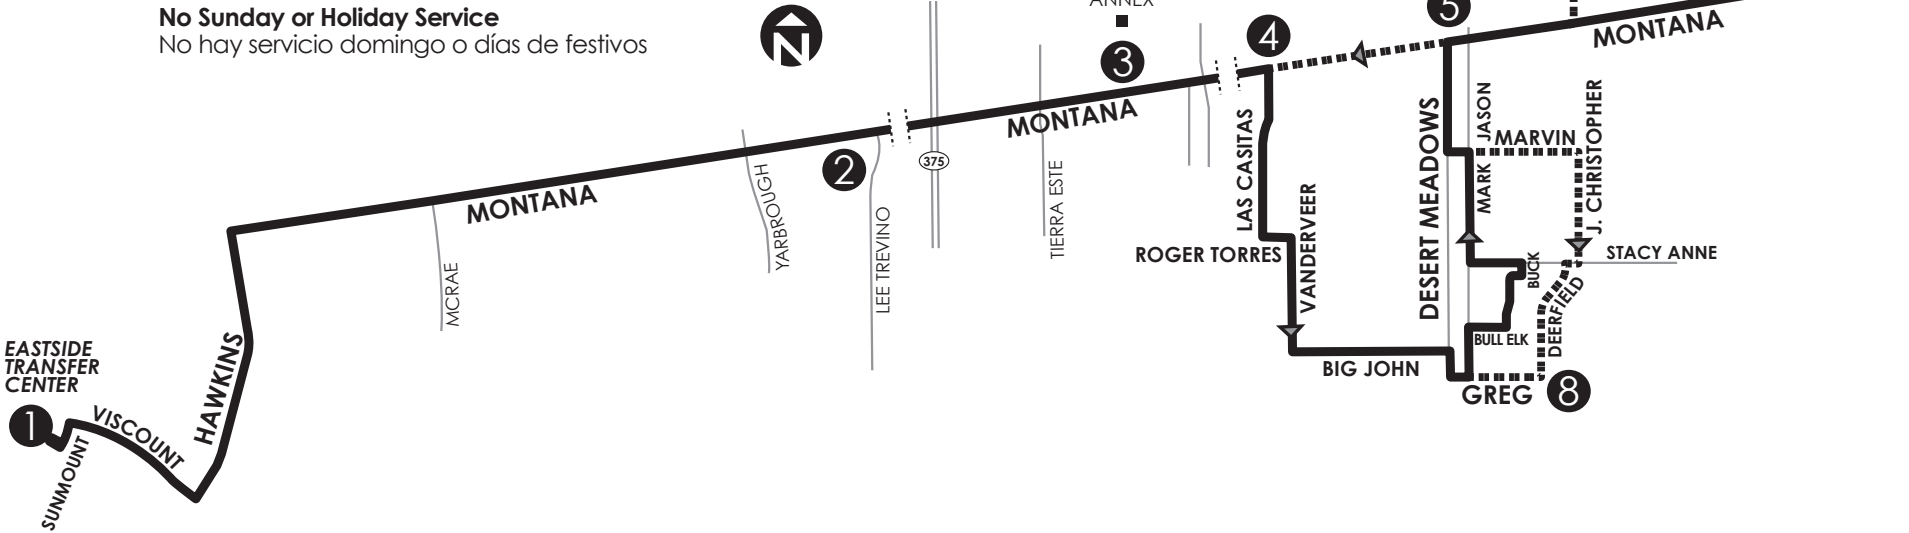 No Sunday or Holiday Service
No hay servicio domingo o días de festivos
N
ANNEX
5
4
3
MONTANA
MONTANA
JASON
J. CHRISTOPHER
MARVIN
2
375
LAS CASITAS
DESERT MEADOWS
MARK
YARBROUGH
MONTANA
LEE TREVINO
TIERRA ESTE
VANDERVEER
ROGER TORRES
STACY ANNE
BUCK
MCRAE
DEERFIELD
BULL ELK
EASTSIDE
TRANSFER
CENTER
HAWKINS
BIG JOHN
GREG
8
1
VISCOUNT
SUNMOUNT